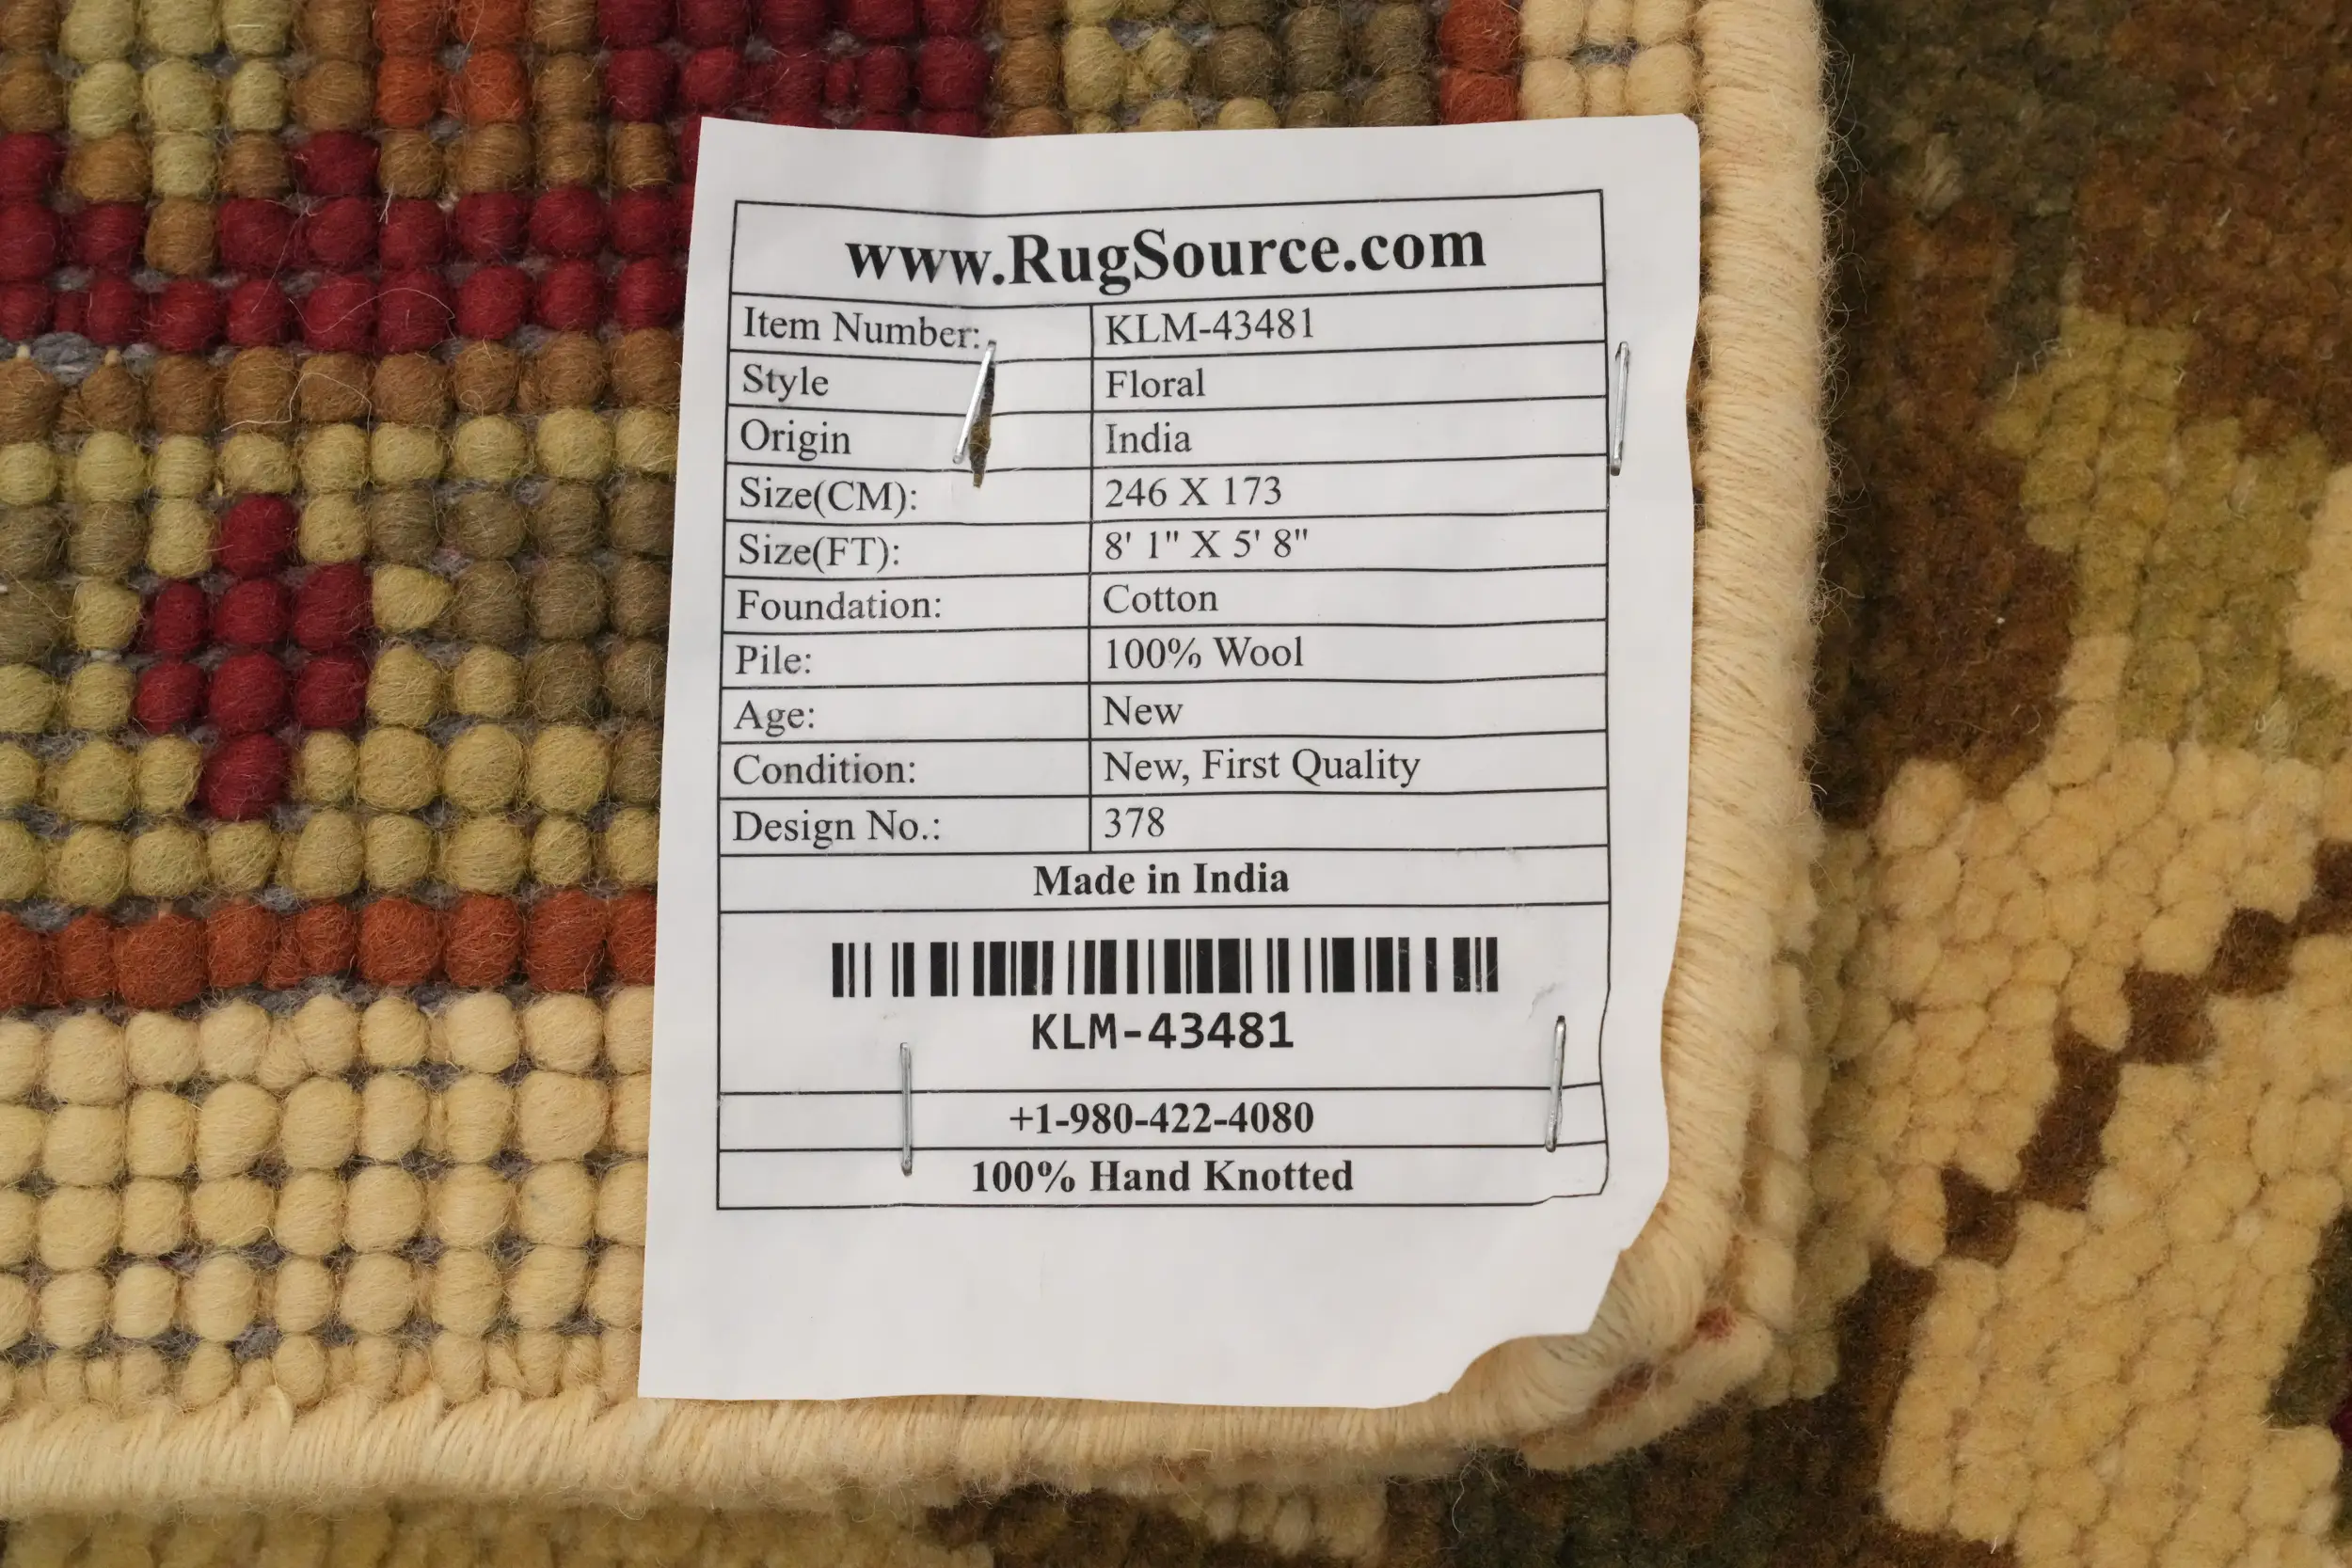 www.RugSource.com
Item Number: KLM-43481
Style Floral
Origin India
Size(CM): 246 X 173
Size(FT): 8' 1" X 5' 8"
Foundation: Cotton
Pile: 100% Wool
Age: New
Condition: New, First Quality
Design No.: 378
Made in India
KLM-43481
+1-980-422-4080
100% Hand Knotted